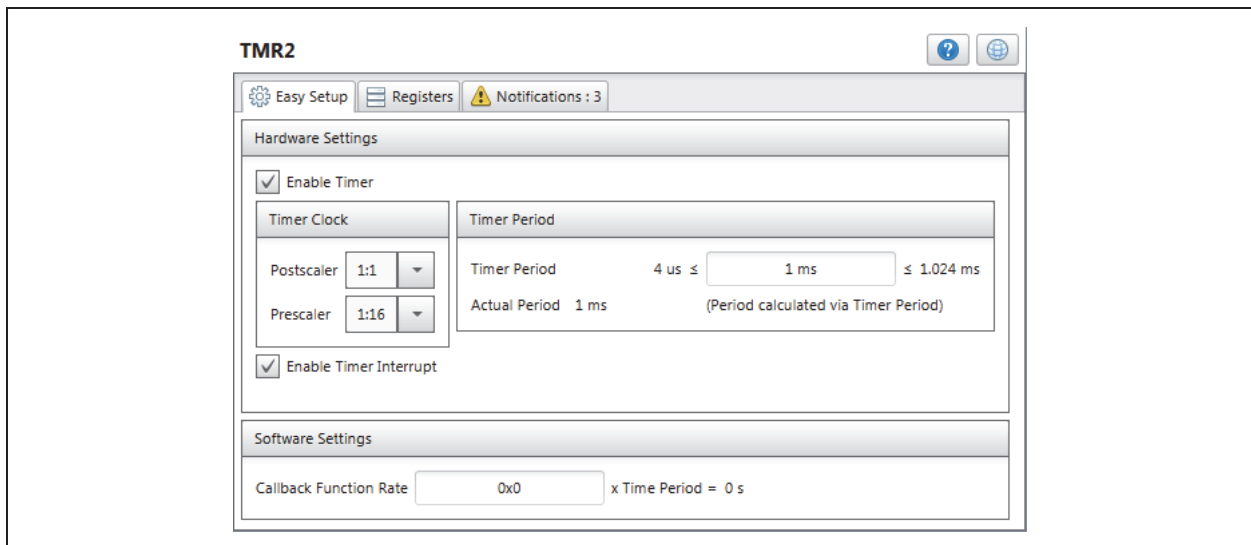 TMR2
Easy Setup Registers Notifications : 3
Hardware Settings
Enable Timer
Timer Clock
Postscaler 1:1
Prescaler 1:16
Timer Period
Timer Period 4 us ≤ 1 ms ≤ 1.024 ms
Actual Period 1 ms (Period calculated via Timer Period)
Enable Timer Interrupt
Software Settings
Callback Function Rate 0x0 x Time Period = 0 s